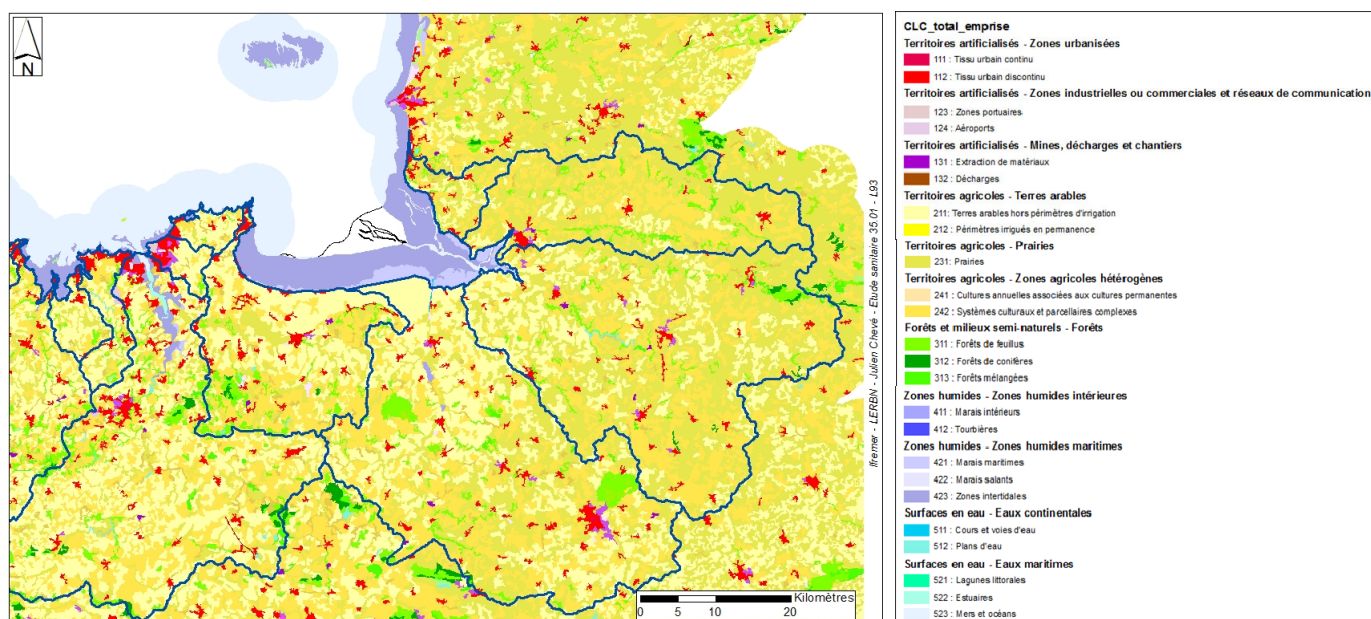 N
Kilomètres
0 5 10 20
Ifremer - LERBN - Julien Chevé - Etude sanitaire 35.01 - L93
CLC_total_emprise
Territoires artificialisés - Zones urbanisées
111 : Tissu urbain continu
112 : Tissu urbain discontinu
Territoires artificialisés - Zones industrielles ou commerciales et réseaux de communication
123 : Zones portuaires
124 : Aéroports
Territoires artificialisés - Mines, décharges et chantiers
131 : Extraction de matériaux
132 : Décharges
Territoires agricoles - Terres arables
211: Terres arables hors périmètres d'irrigation
212 : Périmètres irrigués en permanence
Territoires agricoles - Prairies
231 : Prairies
Territoires agricoles - Zones agricoles hétérogènes
241 : Cultures annuelles associées aux cultures permanentes
242 : Systèmes culturaux et parcellaires complexes
Forêts et milieux semi-naturels - Forêts
311 : Forêts de feuillus
312 : Forêts de conifères
313 : Forêts mélangées
Zones humides - Zones humides intérieures
411 : Marais intérieurs
412 : Tourbières
Zones humides - Zones humides maritimes
421 : Marais maritimes
422 : Marais salants
423 : Zones intertidales
Surfaces en eau - Eaux continentales
511 : Cours et voies d'eau
512 : Plans d'eau
Surfaces en eau - Eaux maritimes
521 : Lagunes littorales
522 : Estuaires
523 : Mers et océans